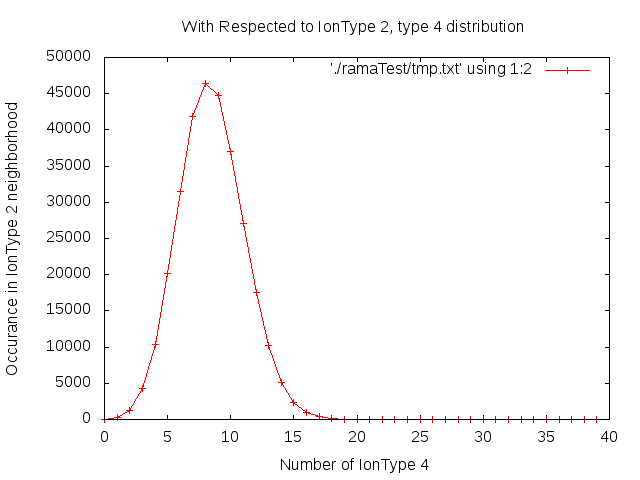 With Respected to IonType 2, type 4 distribution
'./ramaTest/tmp.txt' using 1:2
50000
45000
40000
35000
30000
25000
20000
15000
10000
5000
0
Occurance in IonType 2 neighborhood
0 5 10 15 20 25 30 35 40
Number of IonType 4